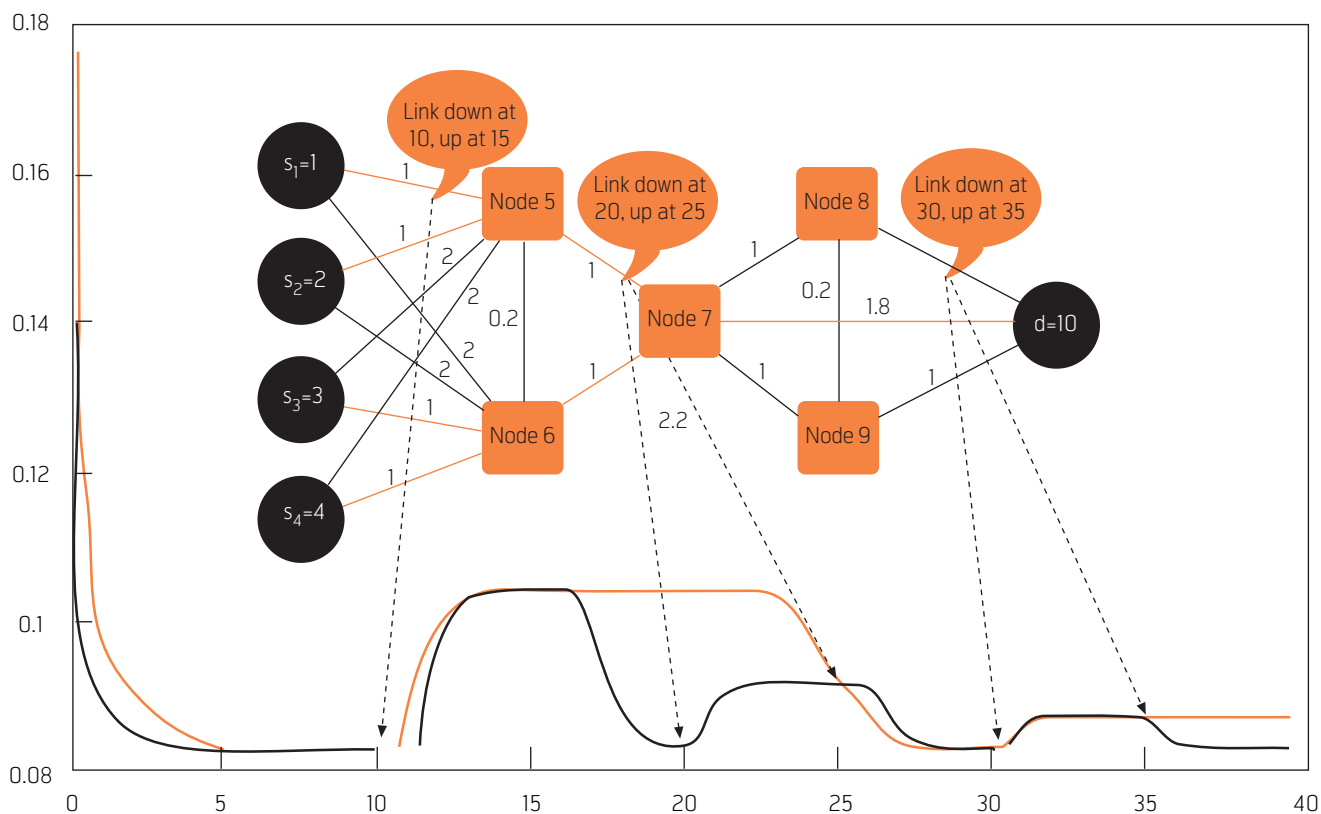 0.18
0.16
0.14
0.12
0.1
0.08
0
5
10
15
20
25
30
35
40
Link down at
10, up at 15
Link down at
20, up at 25
Link down at
30, up at 35
s1=1
s2=2
s3=3
s4=4
Node 5
Node 6
Node 7
Node 8
Node 9
d=10
1
1
2
2
2
2
1
1
0.2
1
1
2.2
1
0.2
1.8
1
1